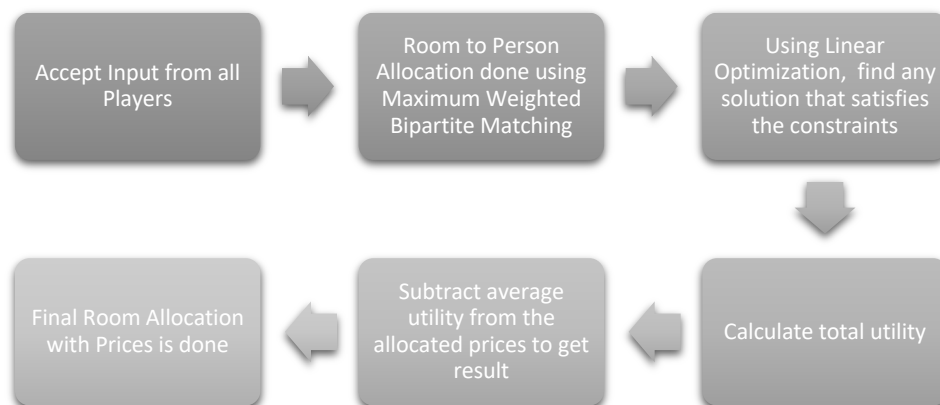 Accept Input from all
Players
Room to Person
Allocation done using
Maximum Weighted
Bipartite Matching
Using Linear
Optimization, find any
solution that satisfies
the constraints
Calculate total utility
Subtract average
utility from the
allocated prices to get
result
Final Room Allocation
with Prices is done